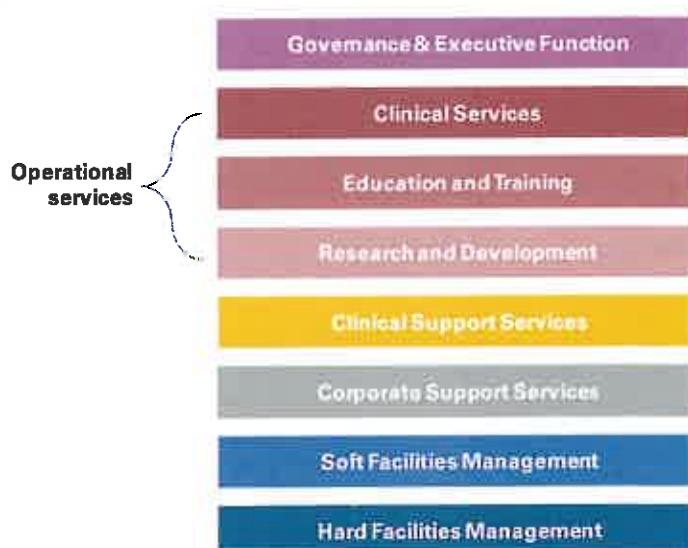 Governance & Executive Function
Clinical Services
Operational
services
Education and Training
Research and Development
Clinical Support Services
Corporate Support Services
Soft Facilities Management
Hard Facilities Management